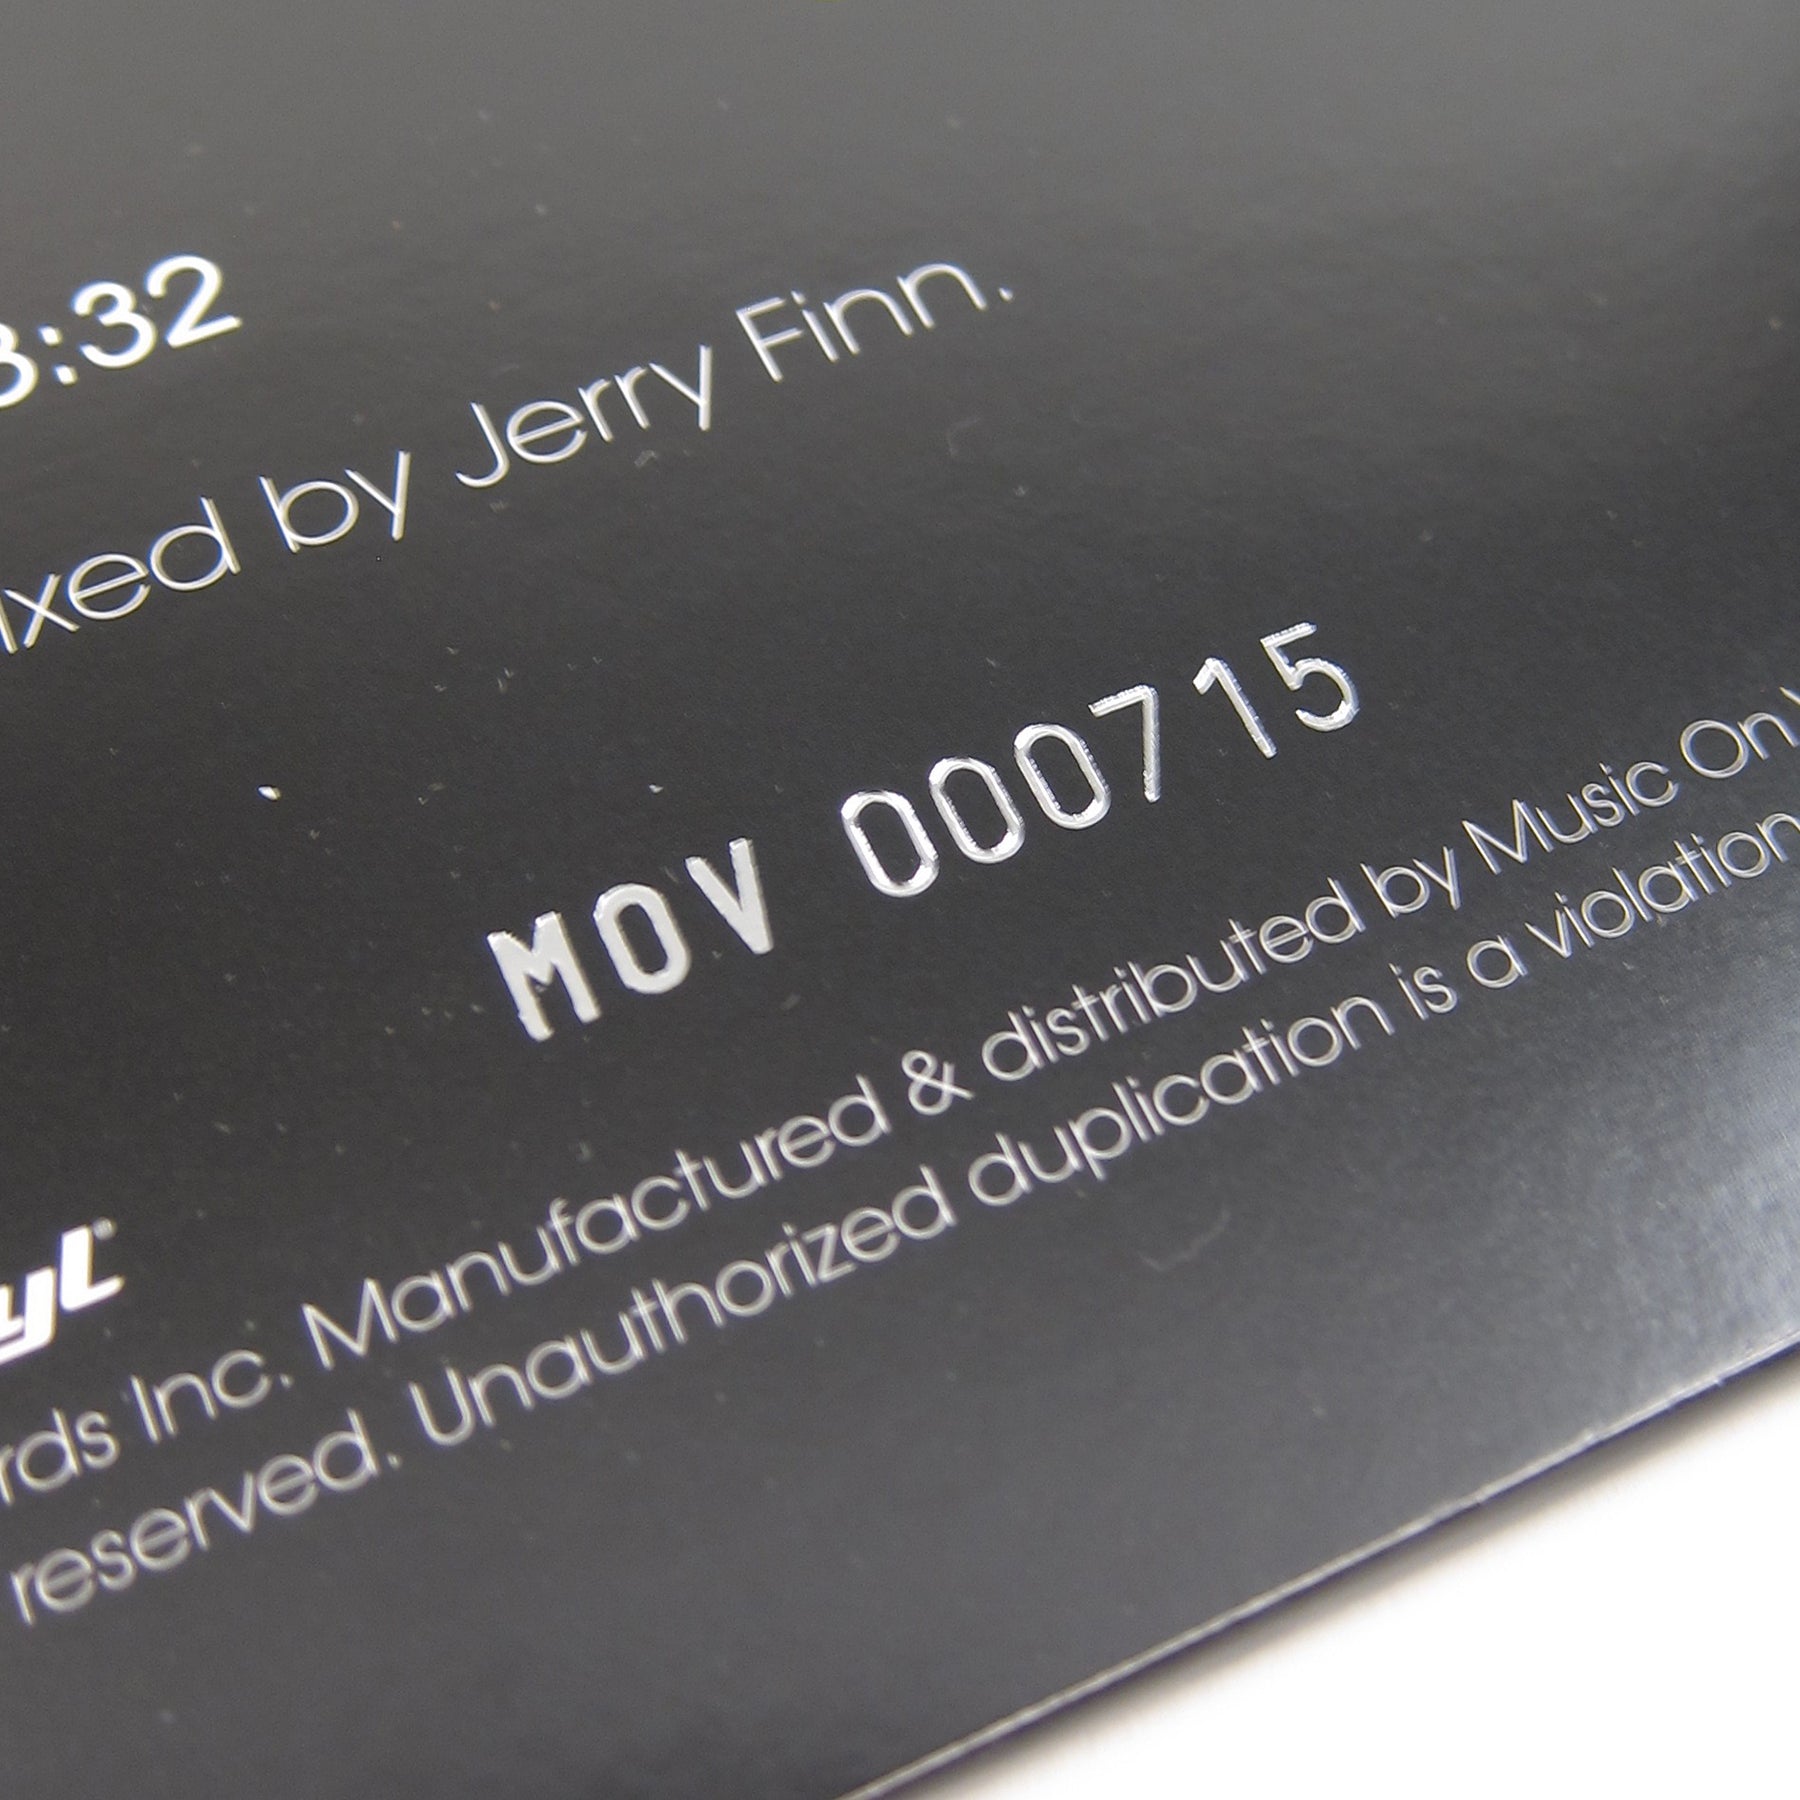 3:32
ixed by Jerry Finn.
MOV 000715
yL
rds Inc. Manufactured & distributed by Music On
reserved. Unauthorized duplication is a violation